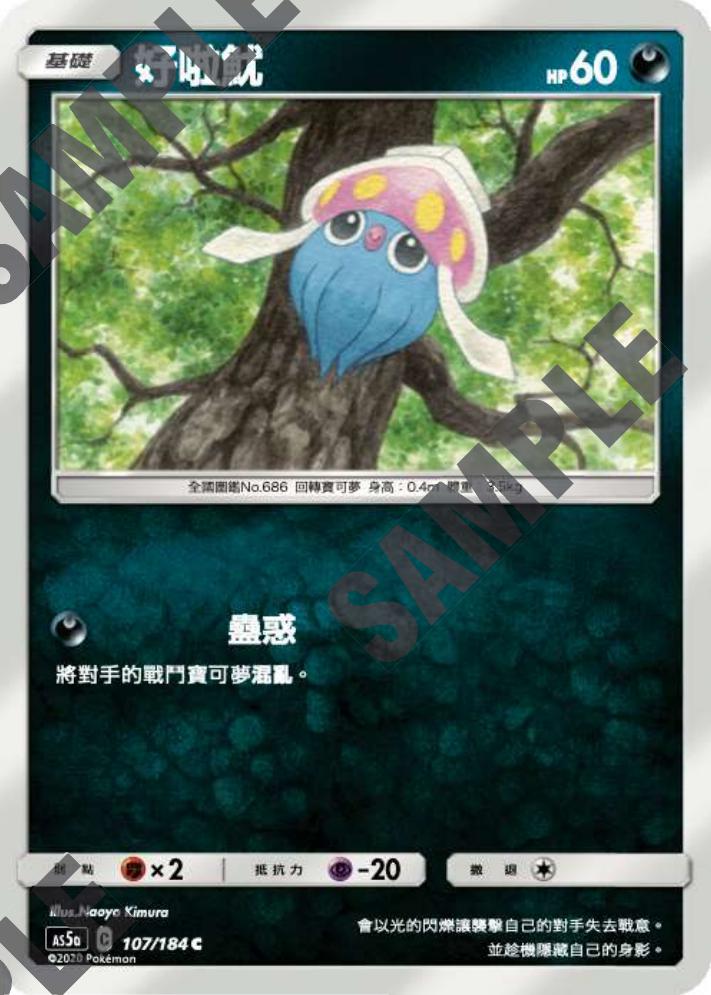 基礎
好啦魷
HP60
全國圖鑑No.686 回轉寶可夢 身高：0.4m 體重：3.5kg
蠱惑
將對手的戰鬥寶可夢混亂。
弱點 ×2 抵抗力 -20 撤退
Illus.Naoyo Kimura
AS5a C 107/184 C
©2020 Pokémon
會以光的閃爍讓襲擊自己的對手失去戰意。
並趁機隱藏自己的身影。
SAMPLE
SAMPLE
SAMPLE